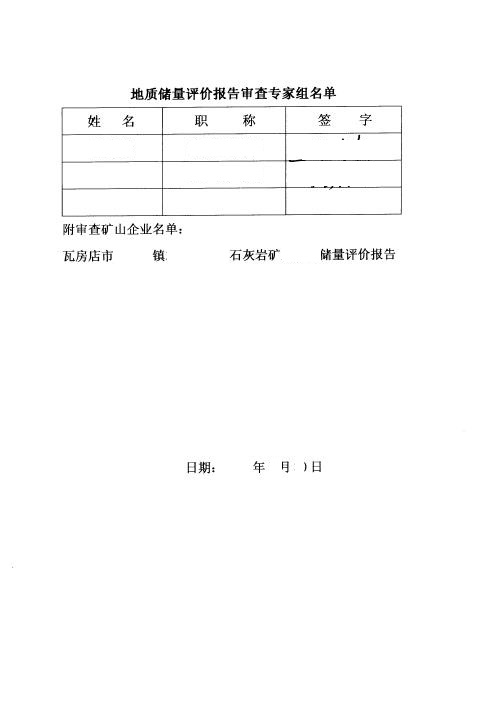 地质储量评价报告审查专家组名单
姓 名 职 称 签 字
附审查矿山企业名单：
瓦房店市 镇 石灰岩矿 储量评价报告
日期： 年 月 日